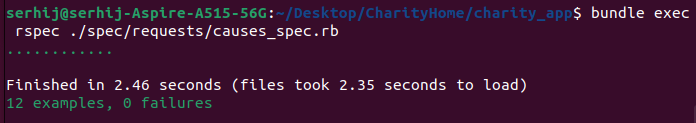 serhij@serhij-Aspire-A515-56G:~/Desktop/CharityHome/charity_app$ bundle exec
rspec ./spec/requests/causes_spec.rb
............
Finished in 2.46 seconds (files took 2.35 seconds to load)
12 examples, 0 failures